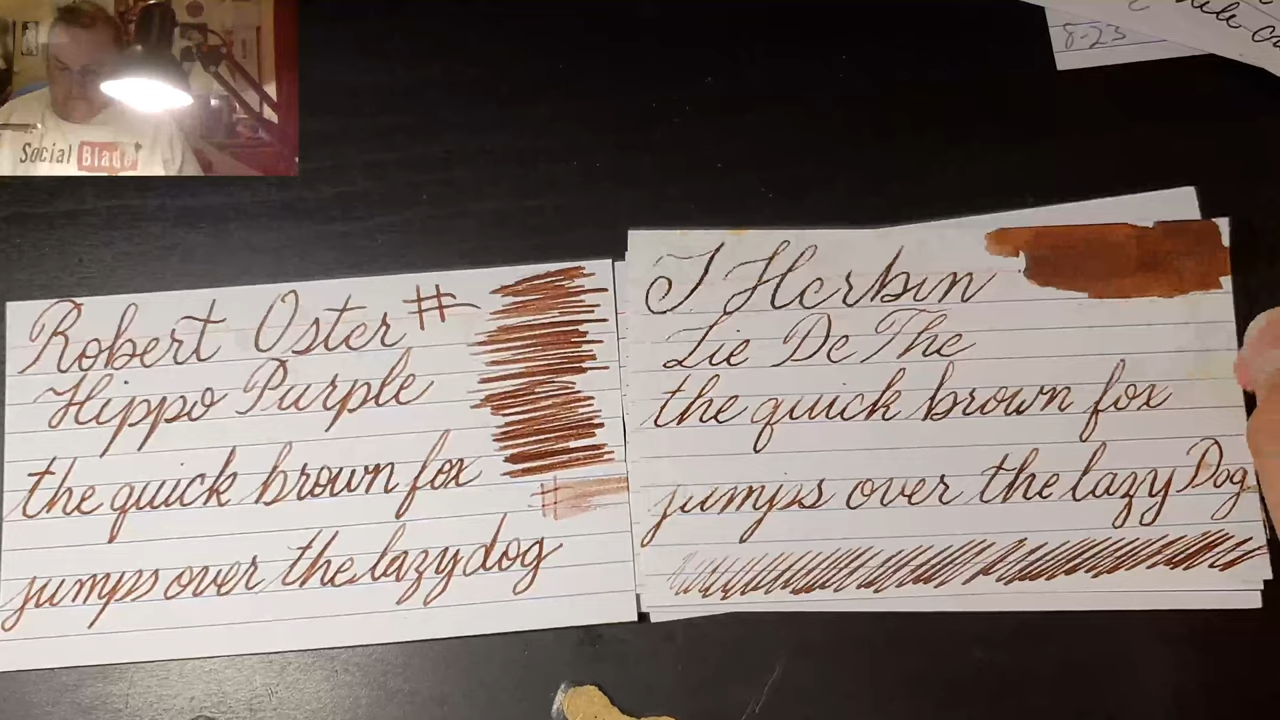 Social Blade
8-23
Robert Oster #
Hippo Purple
the quick brown fox
jumps over the lazy dog
J Herbin
Lie De The
the quick brown fox
jumps over the lazy Dog